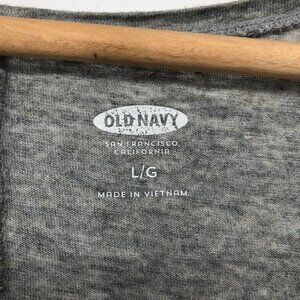 OLD NAVY
SAN FRANCISCO
CALIFORNIA
L/G
MADE IN VIETNAM